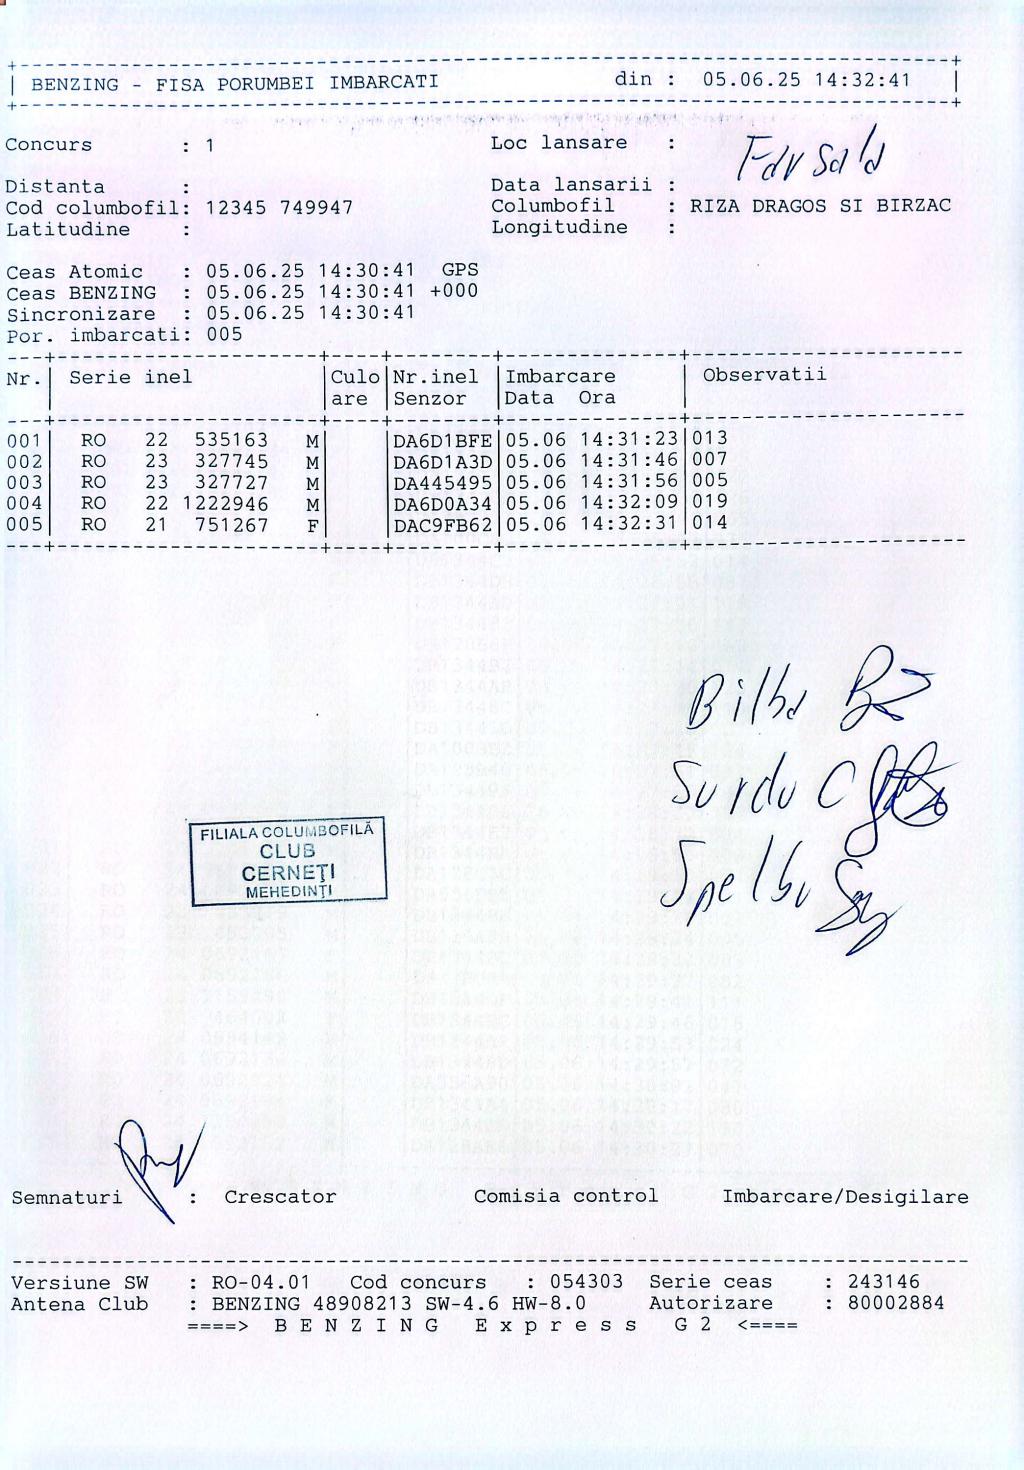 BENZING - FISA PORUMBEI IMBARCATI din : 05.06.25 14:32:41
Concurs : 1 Loc lansare : Farsala
Distanta : Data lansarii :
Cod columbofil: 12345 749947 Columbofil : RIZA DRAGOS SI BIRZAC
Latitudine : Longitudine :
Ceas Atomic : 05.06.25 14:30:41 GPS
Ceas BENZING : 05.06.25 14:30:41 +000
Sincronizare : 05.06.25 14:30:41
Por. imbarcati: 005
Nr.| Serie inel |Culo|Nr.inel |Imbarcare | Observatii
| |are |Senzor |Data Ora |
001| RO 22 535163 M| |DA6D1BFE|05.06 14:31:23|013
002| RO 23 327745 M| |DA6D1A3D|05.06 14:31:46|007
003| RO 23 327727 M| |DA445495|05.06 14:31:56|005
004| RO 22 1222946 M| |DA6D0A34|05.06 14:32:09|019
005| RO 21 751267 F| |DAC9FB62|05.06 14:32:31|014
Bilba
Surdu C
FILIALA COLUMBOFILĂ
CLUB
CERNEŢI
MEHEDINŢI
Semnaturi : Crescator Comisia control Imbarcare/Desigilare
Versiune SW : RO-04.01 Cod concurs : 054303 Serie ceas : 243146
Antena Club : BENZING 48908213 SW-4.6 HW-8.0 Autorizare : 80002884
====> B E N Z I N G E x p r e s s G 2 <====